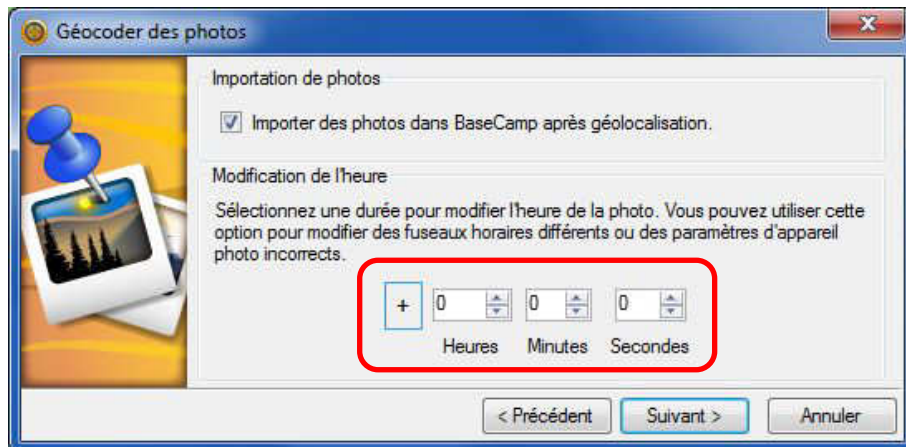 Géocoder des photos
Importation de photos
Importer des photos dans BaseCamp après géolocalisation.
Modification de l'heure
Sélectionnez une durée pour modifier l'heure de la photo. Vous pouvez utiliser cette
option pour modifier des fuseaux horaires différents ou des paramètres d'appareil
photo incorrects.
+ 0 0 0
Heures Minutes Secondes
< Précédent Suivant > Annuler